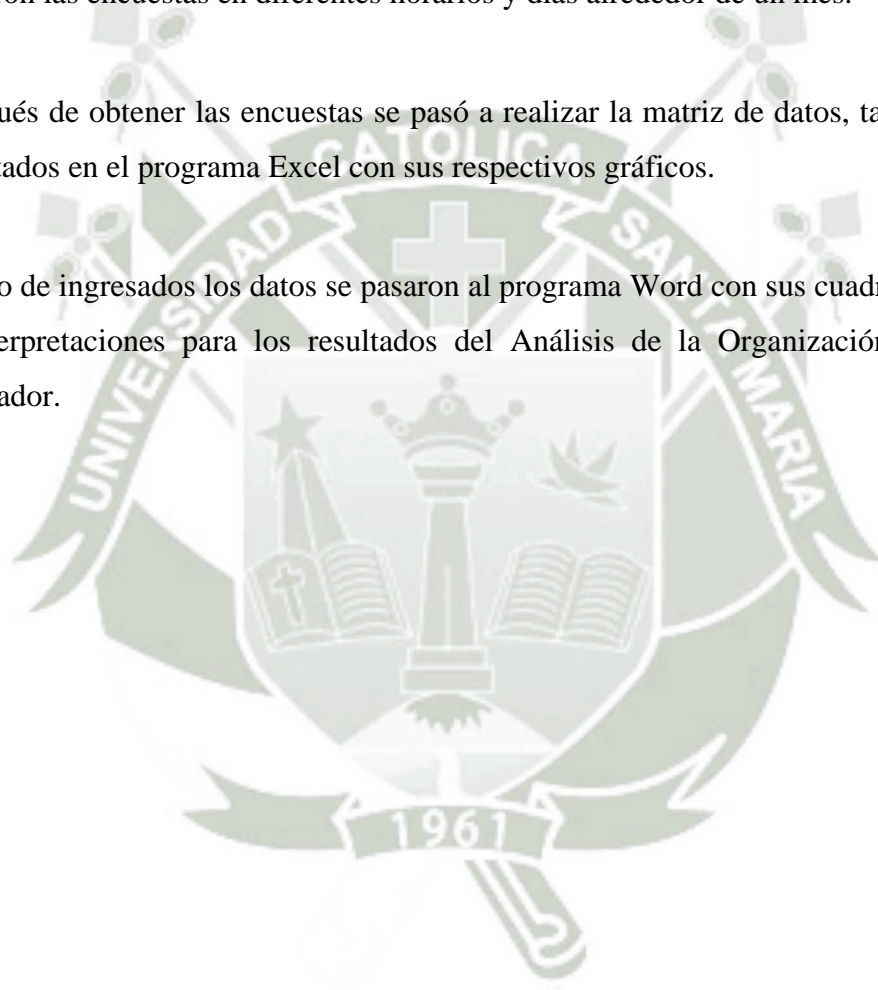 on las encuestas en diferentes horarios y días alrededor de un mes.
ués de obtener las encuestas se pasó a realizar la matriz de datos, ta
tados en el programa Excel con sus respectivos gráficos.
o de ingresados los datos se pasaron al programa Word con sus cuadr
erpretaciones para los resultados del Análisis de la Organización
ador.
UNIVERSIDAD CATOLICA SANTA MARIA
1961